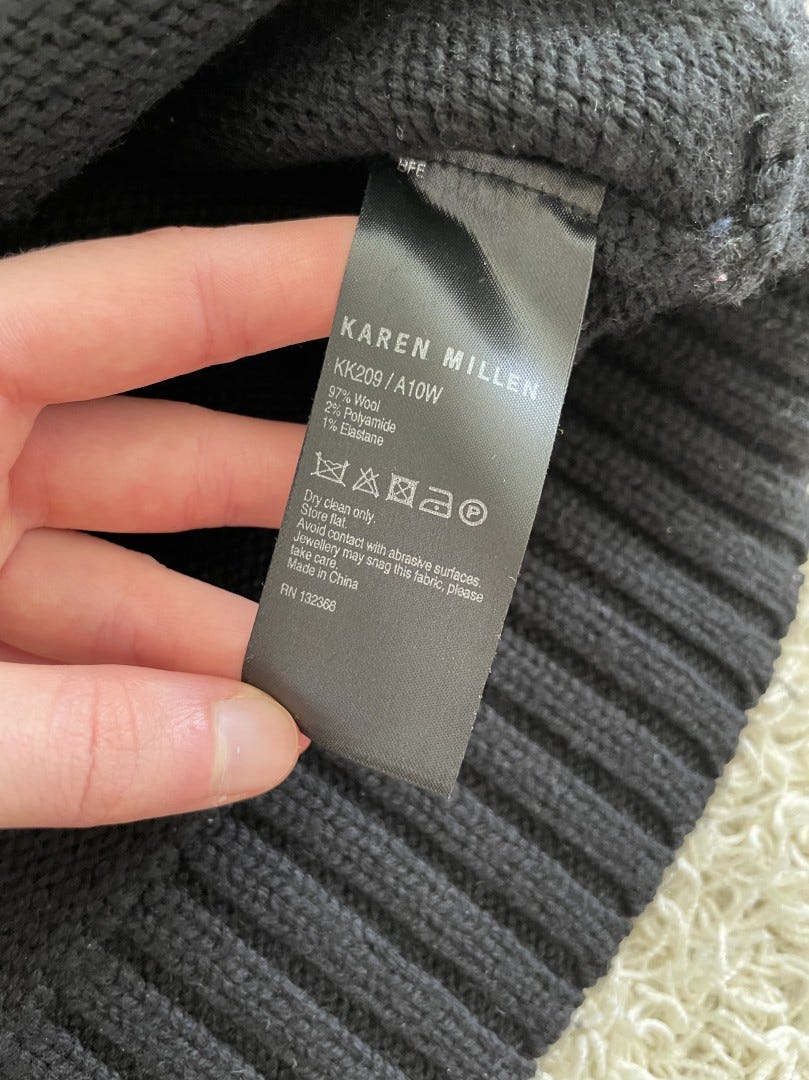 KAREN MILLEN
KK209 / A10W
97% Wool
2% Polyamide
1% Elastane
P
Dry clean only.
Store flat.
Avoid contact with abrasive surfaces.
Jewellery may snag this fabric, please
take care.
Made in China
RN 132368